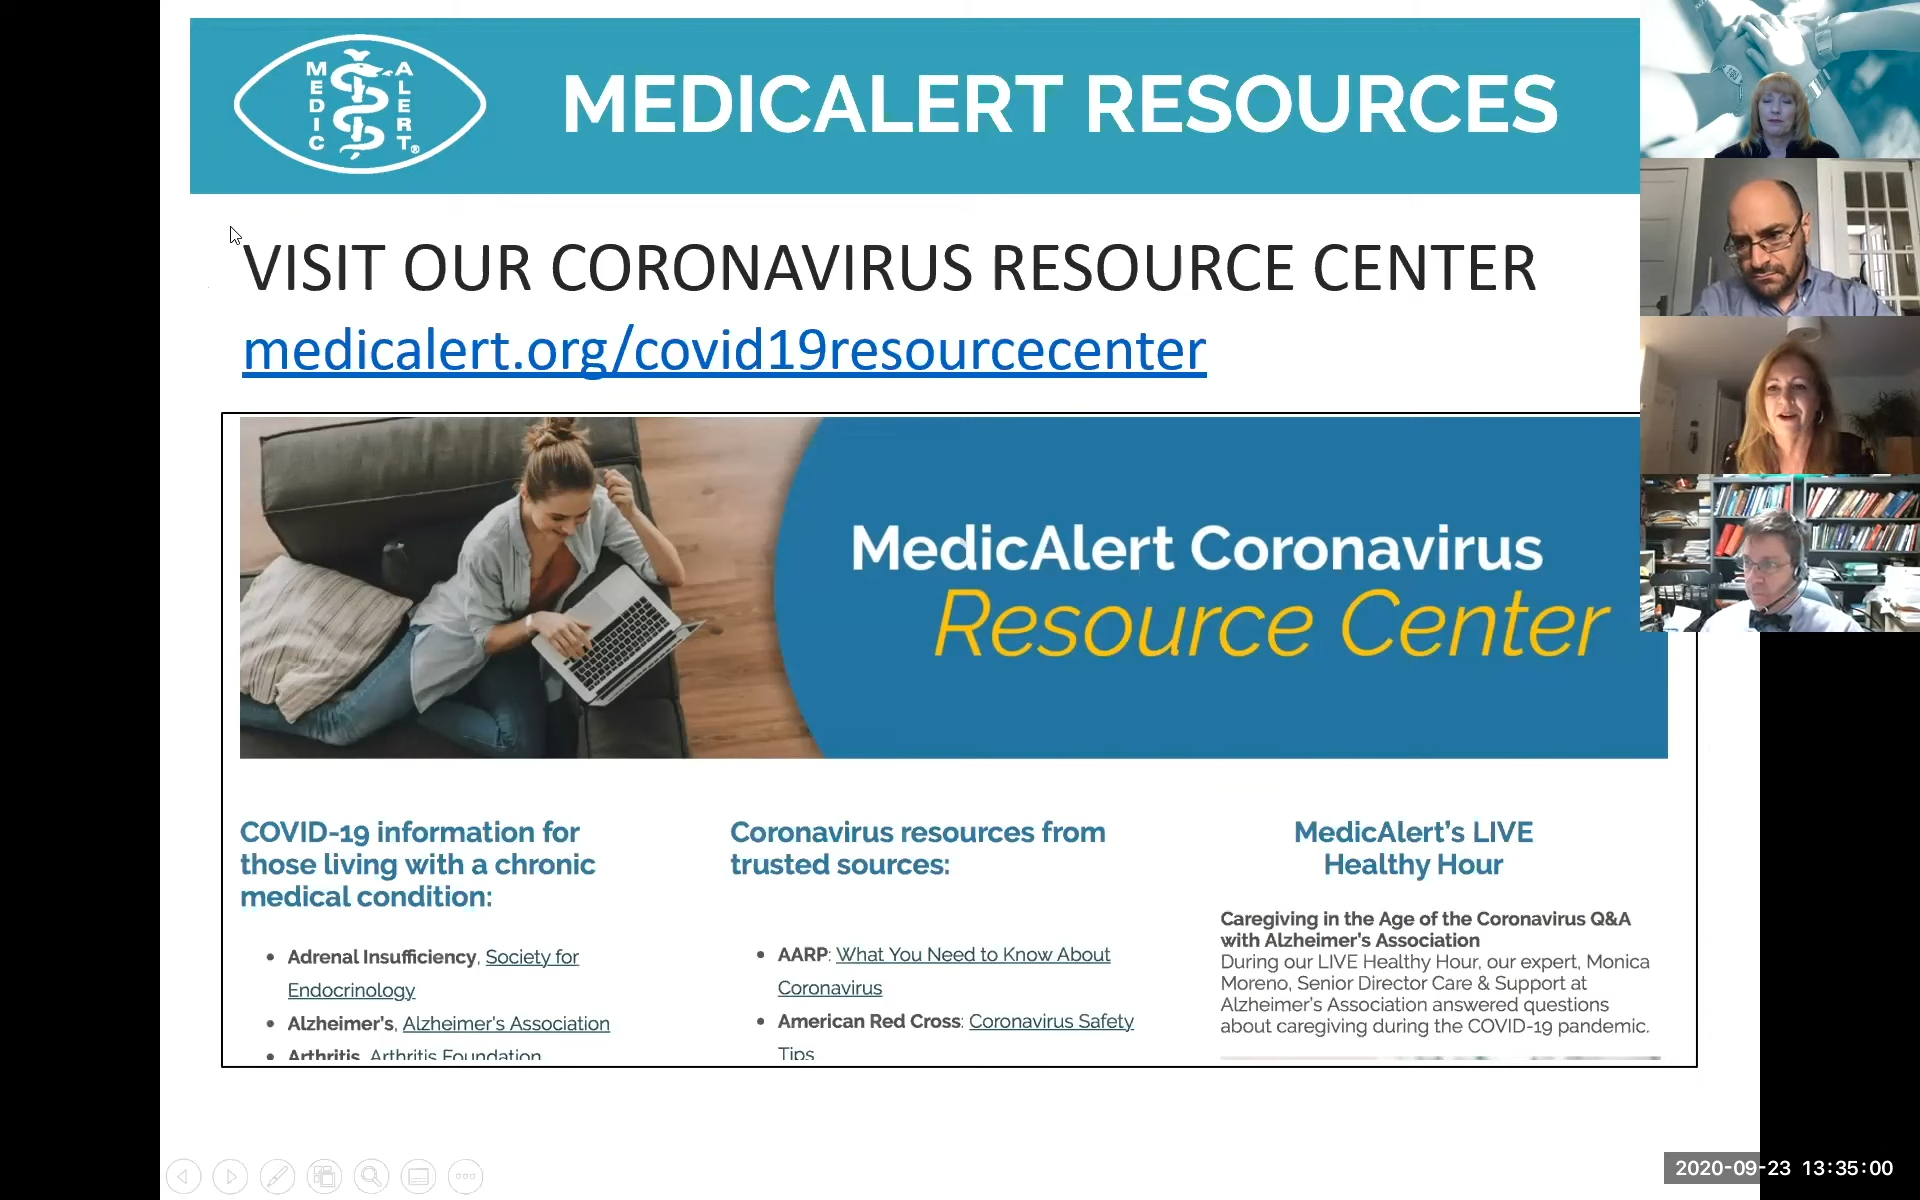 MEDIC ALERT®
MEDICALERT RESOURCES
VISIT OUR CORONAVIRUS RESOURCE CENTER
medicalert.org/covid19resourcecenter
MedicAlert Coronavirus
Resource Center
COVID-19 information for
those living with a chronic
medical condition:
• Adrenal Insufficiency, Society for
Endocrinology
• Alzheimer's, Alzheimer's Association
• Arthritis, Arthritis Foundation
Coronavirus resources from
trusted sources:
• AARP: What You Need to Know About
Coronavirus
• American Red Cross: Coronavirus Safety
Tips
MedicAlert's LIVE
Healthy Hour
Caregiving in the Age of the Coronavirus Q&A
with Alzheimer's Association
During our LIVE Healthy Hour, our expert, Monica
Moreno, Senior Director Care & Support at
Alzheimer's Association answered questions
about caregiving during the COVID-19 pandemic.
2020-09-23 13:35:00